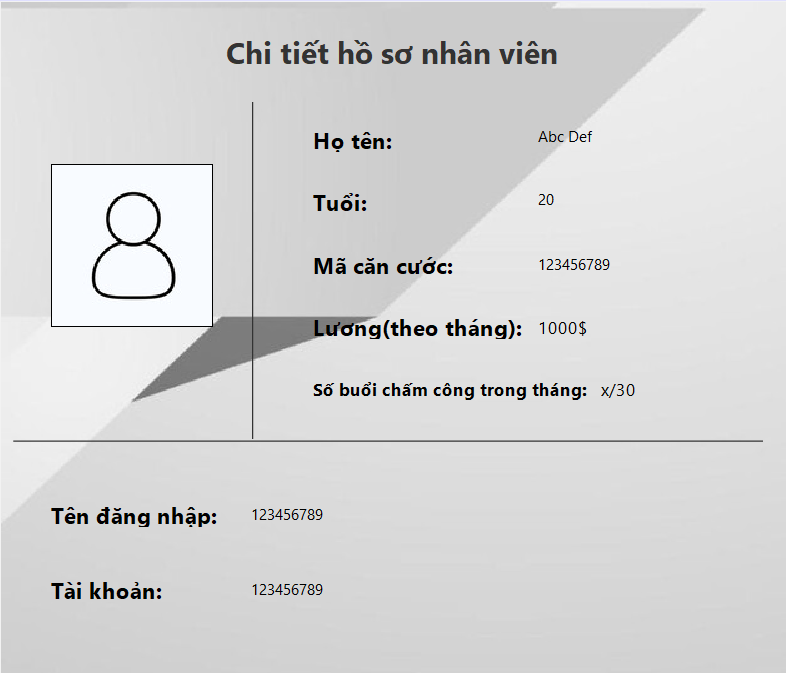 Chi tiết hồ sơ nhân viên
Họ tên: Abc Def
Tuổi: 20
Mã căn cước: 123456789
Lương(theo tháng): 1000$
Số buổi chấm công trong tháng: x/30
Tên đăng nhập: 123456789
Tài khoản: 123456789